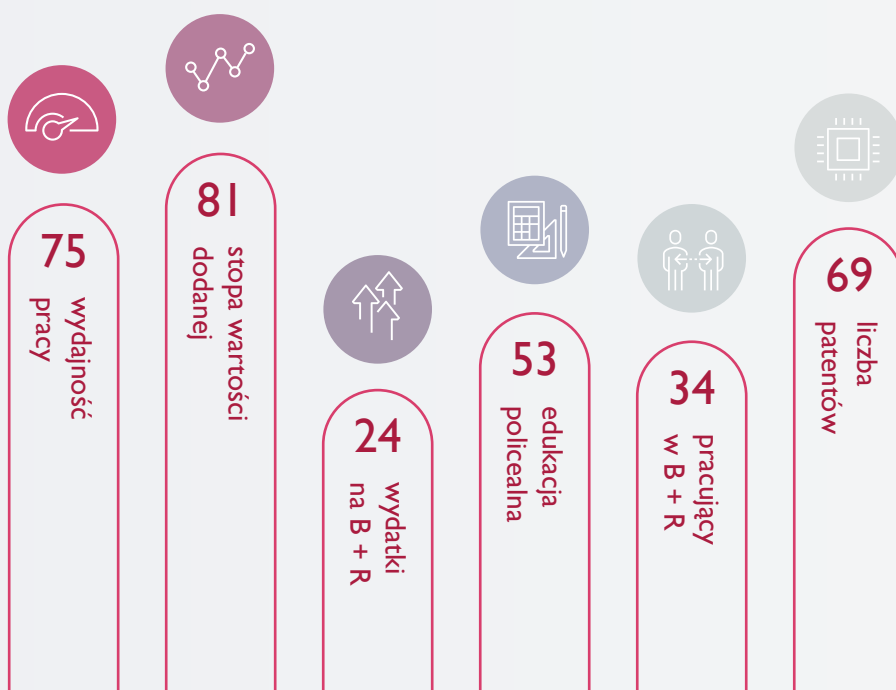 75
wydajność
pracy
81
stopa wartości
dodanej
24
wydatki
na B + R
53
edukacja
policealna
34
pracujący
w B + R
69
liczba
patentów